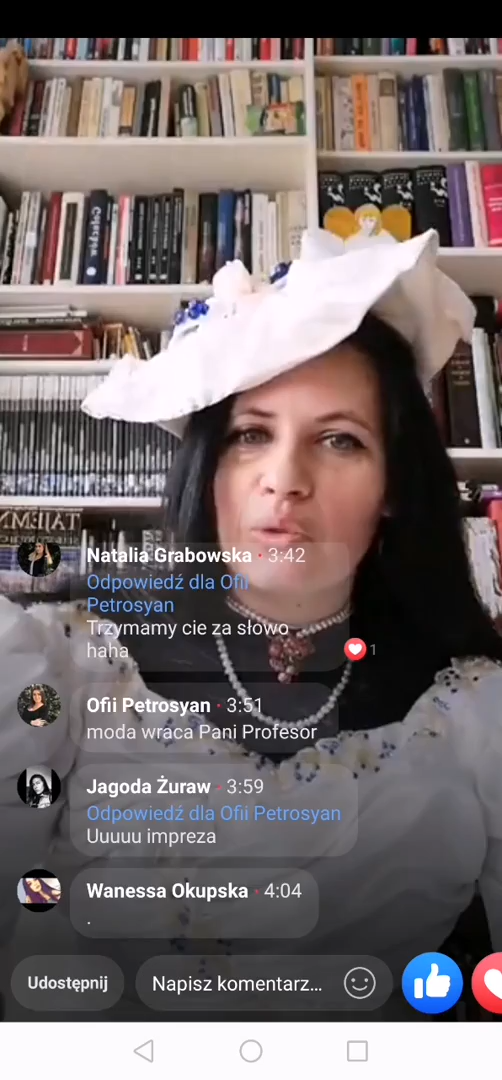 Natalia Grabowska · 3:42
Odpowiedź dla Ofii
Petrosyan
Trzymamy cie za słowo
haha
1
Ofii Petrosyan · 3:51
moda wraca Pani Profesor
Jagoda Żuraw · 3:59
Odpowiedź dla Ofii Petrosyan
Uuuuu impreza
Wanessa Okupska · 4:04
.
Udostępnij
Napisz komentarz...